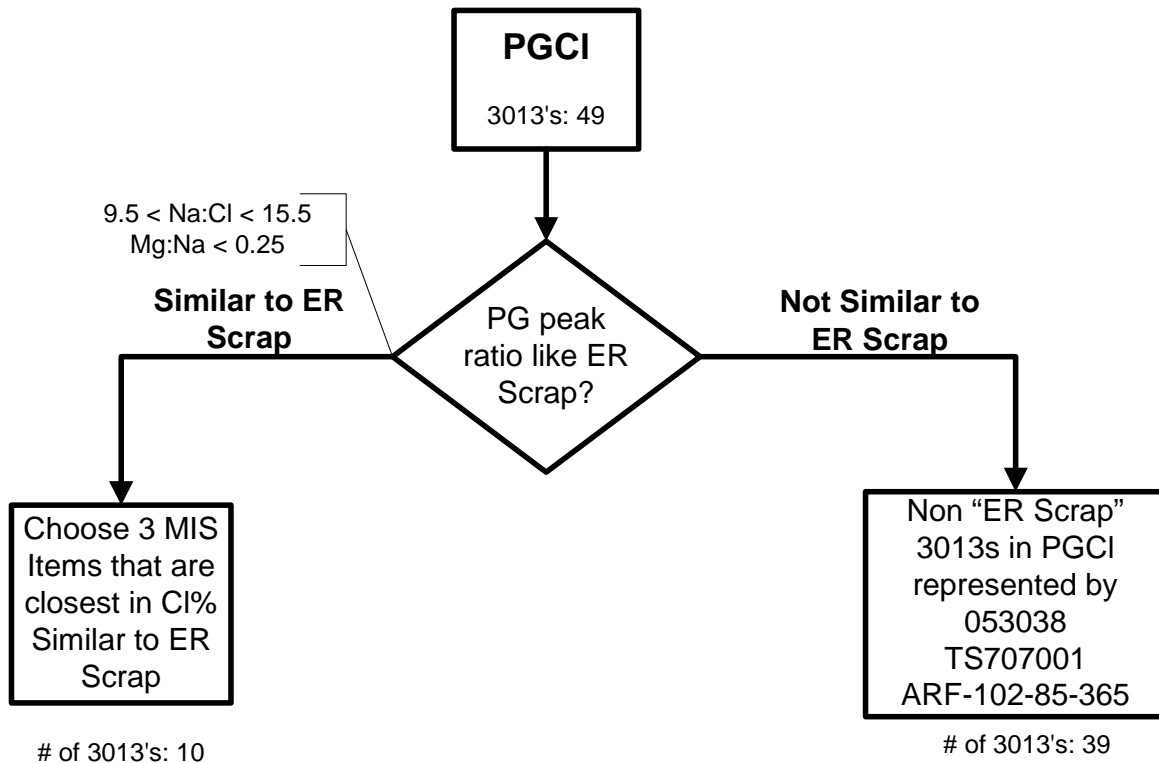 PGCl
3013's: 49
9.5 < Na:Cl < 15.5
Mg:Na < 0.25
Similar to ER
Scrap
PG peak
ratio like ER
Scrap?
Not Similar to
ER Scrap
Choose 3 MIS
Items that are
closest in Cl%
Similar to ER
Scrap
# of 3013's: 10
Non “ER Scrap”
3013s in PGCl
represented by
053038
TS707001
ARF-102-85-365
# of 3013's: 39